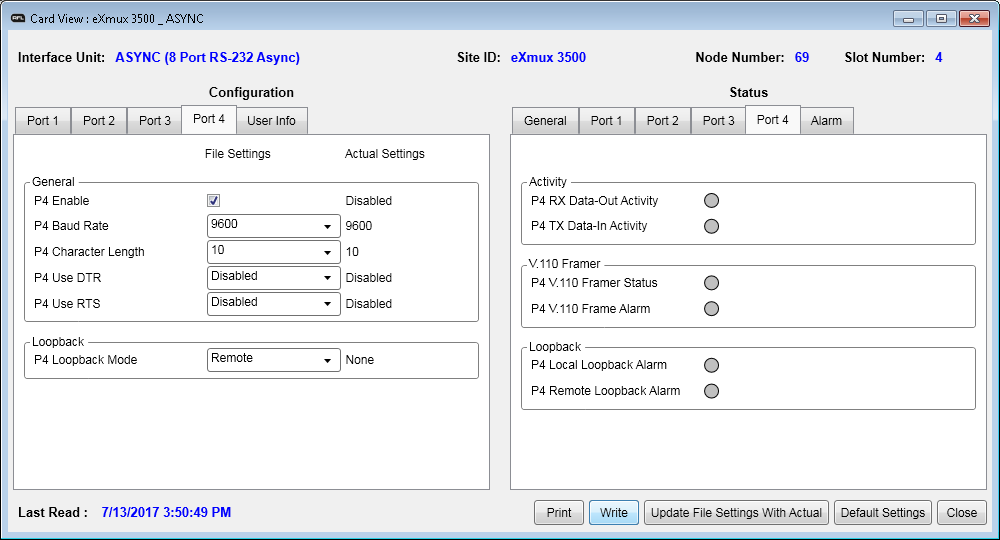 AFL Card View : eXmux 3500 _ ASYNC
Interface Unit: ASYNC (8 Port RS-232 Async) Site ID: eXmux 3500 Node Number: 69 Slot Number: 4
Configuration
Port 1 Port 2 Port 3 Port 4 User Info
File Settings Actual Settings
General
P4 Enable Disabled
P4 Baud Rate 9600 9600
P4 Character Length 10 10
P4 Use DTR Disabled Disabled
P4 Use RTS Disabled Disabled
Loopback
P4 Loopback Mode Remote None
Status
General Port 1 Port 2 Port 3 Port 4 Alarm
Activity
P4 RX Data-Out Activity
P4 TX Data-In Activity
V.110 Framer
P4 V.110 Framer Status
P4 V.110 Frame Alarm
Loopback
P4 Local Loopback Alarm
P4 Remote Loopback Alarm
Last Read : 7/13/2017 3:50:49 PM
Print Write Update File Settings With Actual Default Settings Close